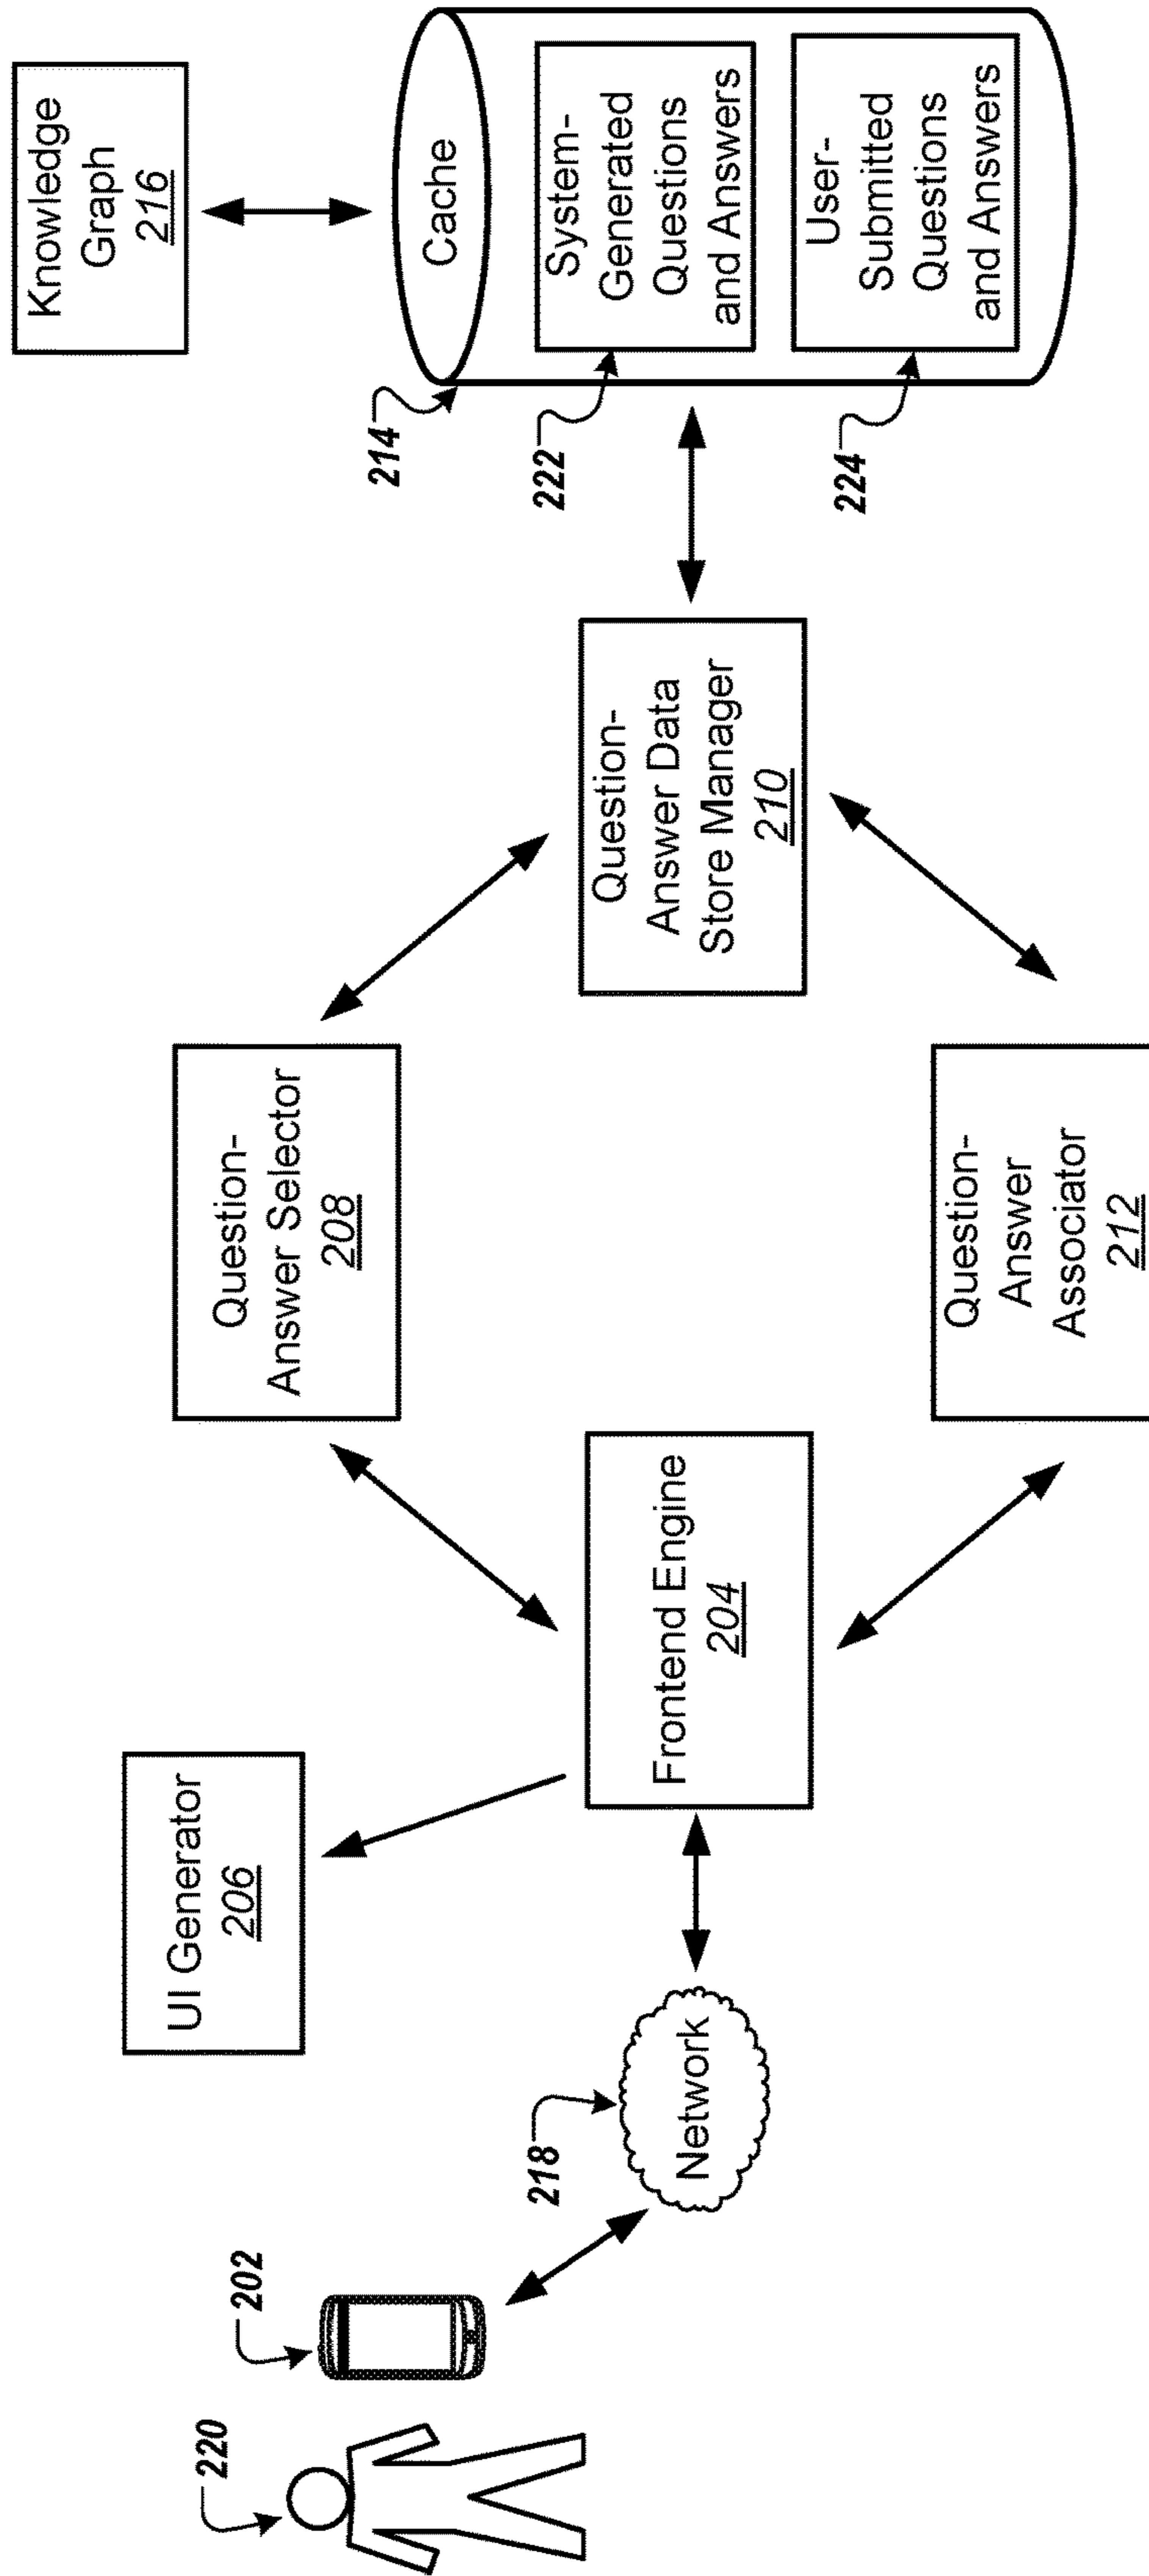 220
202
218
Network
UI Generator
206
Frontend Engine
204
Question-
Answer Selector
208
Question-
Answer
Associator
212
Question-
Answer Data
Store Manager
210
Knowledge
Graph
216
214
Cache
222
System-
Generated
Questions
and Answers
224
User-
Submitted
Questions
and Answers